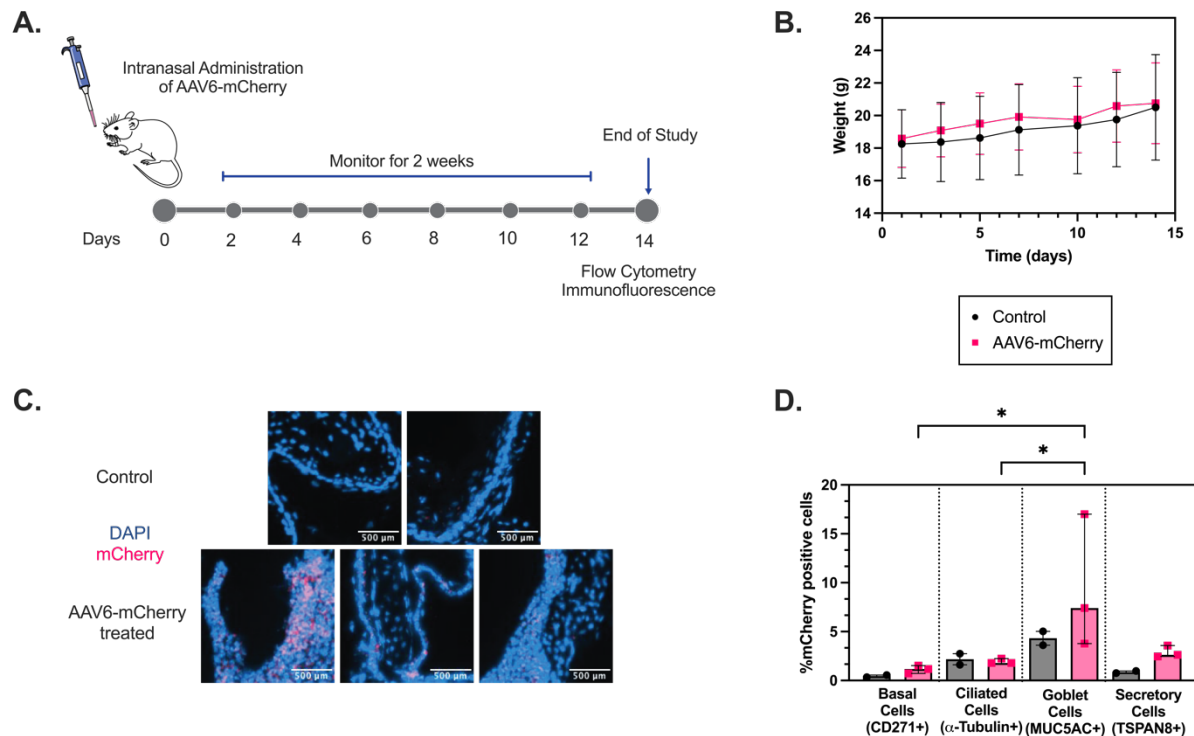 A.
Intranasal Administration
of AAV6-mCherry
Monitor for 2 weeks
End of Study
Days 0 2 4 6 8 10 12 14
Flow Cytometry
Immunofluorescence
B.
Weight (g)
26
24
22
20
18
16
14
0 5 10 15
Time (days)
Control
AAV6-mCherry
C.
Control
DAPI
mCherry
AAV6-mCherry
treated
500 μm
500 μm
500 μm
500 μm
500 μm
D.
*
*
%mCherry positive cells
20
15
10
5
0
Basal
Cells
(CD271+)
Ciliated
Cells
(α-Tubulin+)
Goblet
Cells
(MUC5AC+)
Secretory
Cells
(TSPAN8+)